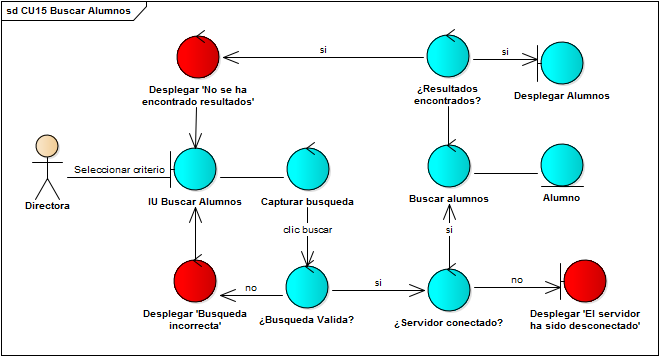 sd CU15 Buscar Alumnos
si
si
Desplegar 'No se ha
encontrado resultados'
¿Resultados
encontrados?
Desplegar Alumnos
Seleccionar criterio
Directora
IU Buscar Alumnos
Capturar busqueda
Buscar alumnos
Alumno
clic buscar
si
no
si
no
Desplegar 'Busqueda
incorrecta'
¿Busqueda Valida?
¿Servidor conectado?
Desplegar 'El servidor
ha sido desconectado'